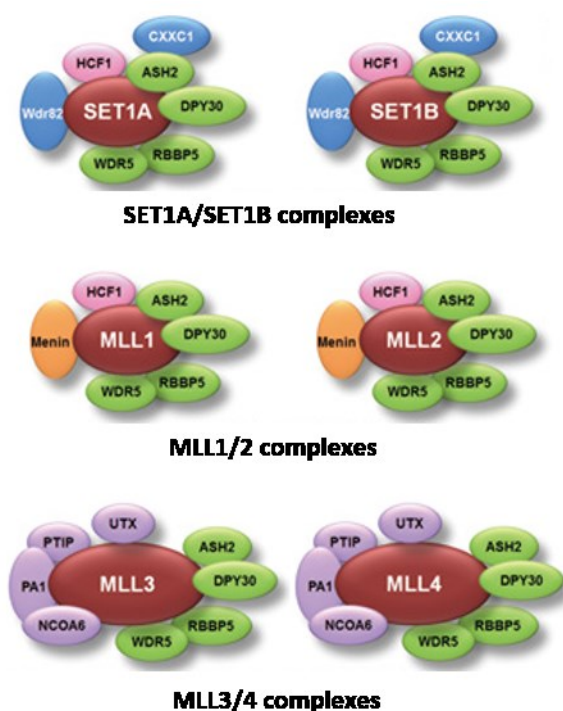 CXXC1 CXXC1
HCF1 ASH2 HCF1 ASH2
Wdr82 SET1A DPY30 Wdr82 SET1B DPY30
WDR5 RBBP5 WDR5 RBBP5
SET1A/SET1B complexes
HCF1 ASH2 HCF1 ASH2
Menin MLL1 DPY30 Menin MLL2 DPY30
WDR5 RBBP5 WDR5 RBBP5
MLL1/2 complexes
UTX UTX
PTIP ASH2 PTIP ASH2
PA1 MLL3 DPY30 PA1 MLL4 DPY30
NCOA6 WDR5 RBBP5 NCOA6 WDR5 RBBP5
MLL3/4 complexes